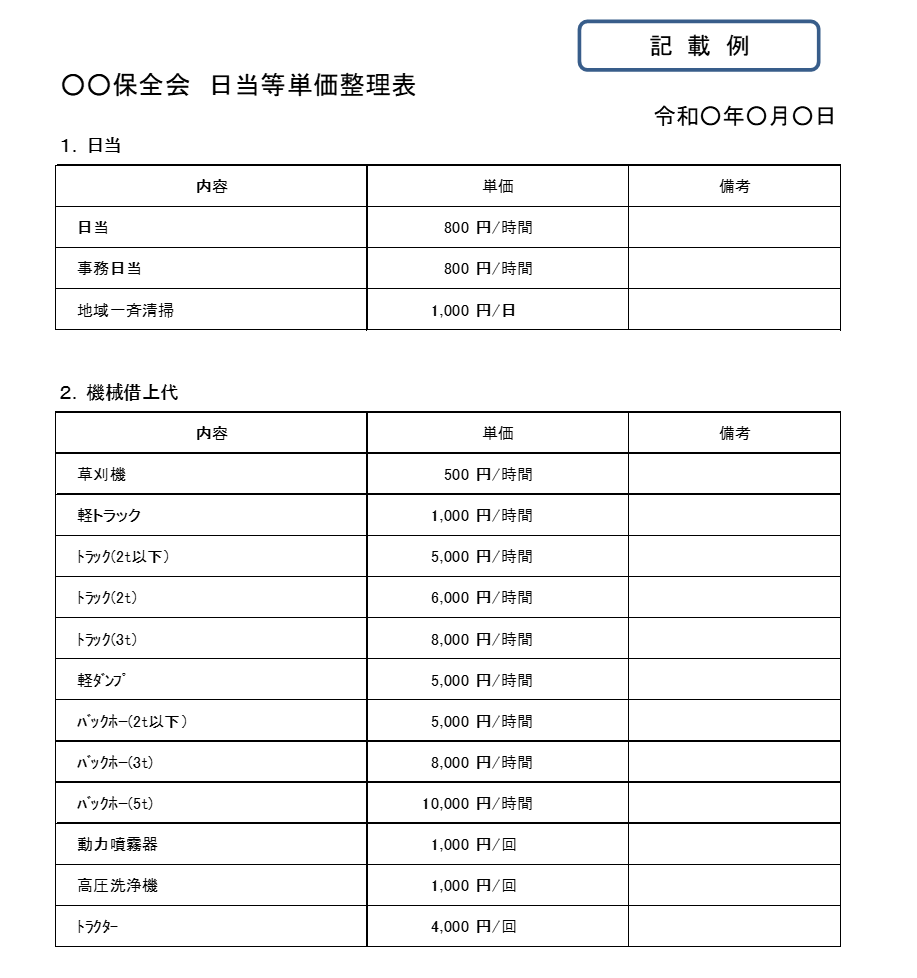 記 載 例
〇〇保全会 日当等単価整理表
令和〇年〇月〇日
1. 日当
内容 単価 備考
日当 800 円/時間
事務日当 800 円/時間
地域一斉清掃 1,000 円/日
2. 機械借上代
内容 単価 備考
草刈機 500 円/時間
軽トラック 1,000 円/時間
ﾄﾗｯｸ(2t以下) 5,000 円/時間
ﾄﾗｯｸ(2t) 6,000 円/時間
ﾄﾗｯｸ(3t) 8,000 円/時間
軽ﾀﾞﾝﾌﾟ 5,000 円/時間
ﾊﾞｯｸﾎｰ(2t以下) 5,000 円/時間
ﾊﾞｯｸﾎｰ(3t) 8,000 円/時間
ﾊﾞｯｸﾎｰ(5t) 10,000 円/時間
動力噴霧器 1,000 円/回
高圧洗浄機 1,000 円/回
ﾄﾗｸﾀｰ 4,000 円/回